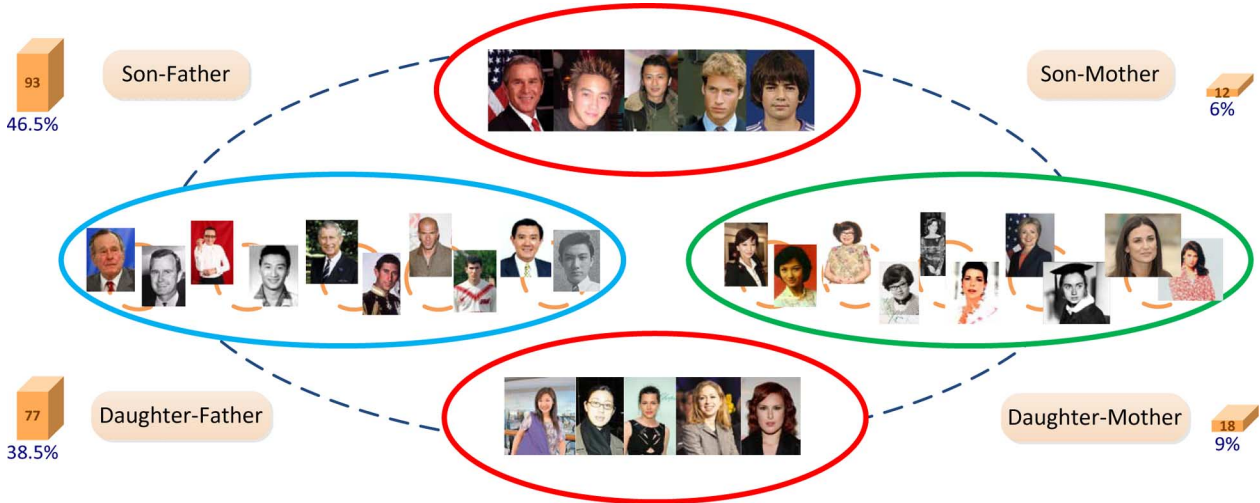 93
46.5%
Son-Father
Son-Mother
12
6%
77
38.5%
Daughter-Father
Daughter-Mother
18
9%